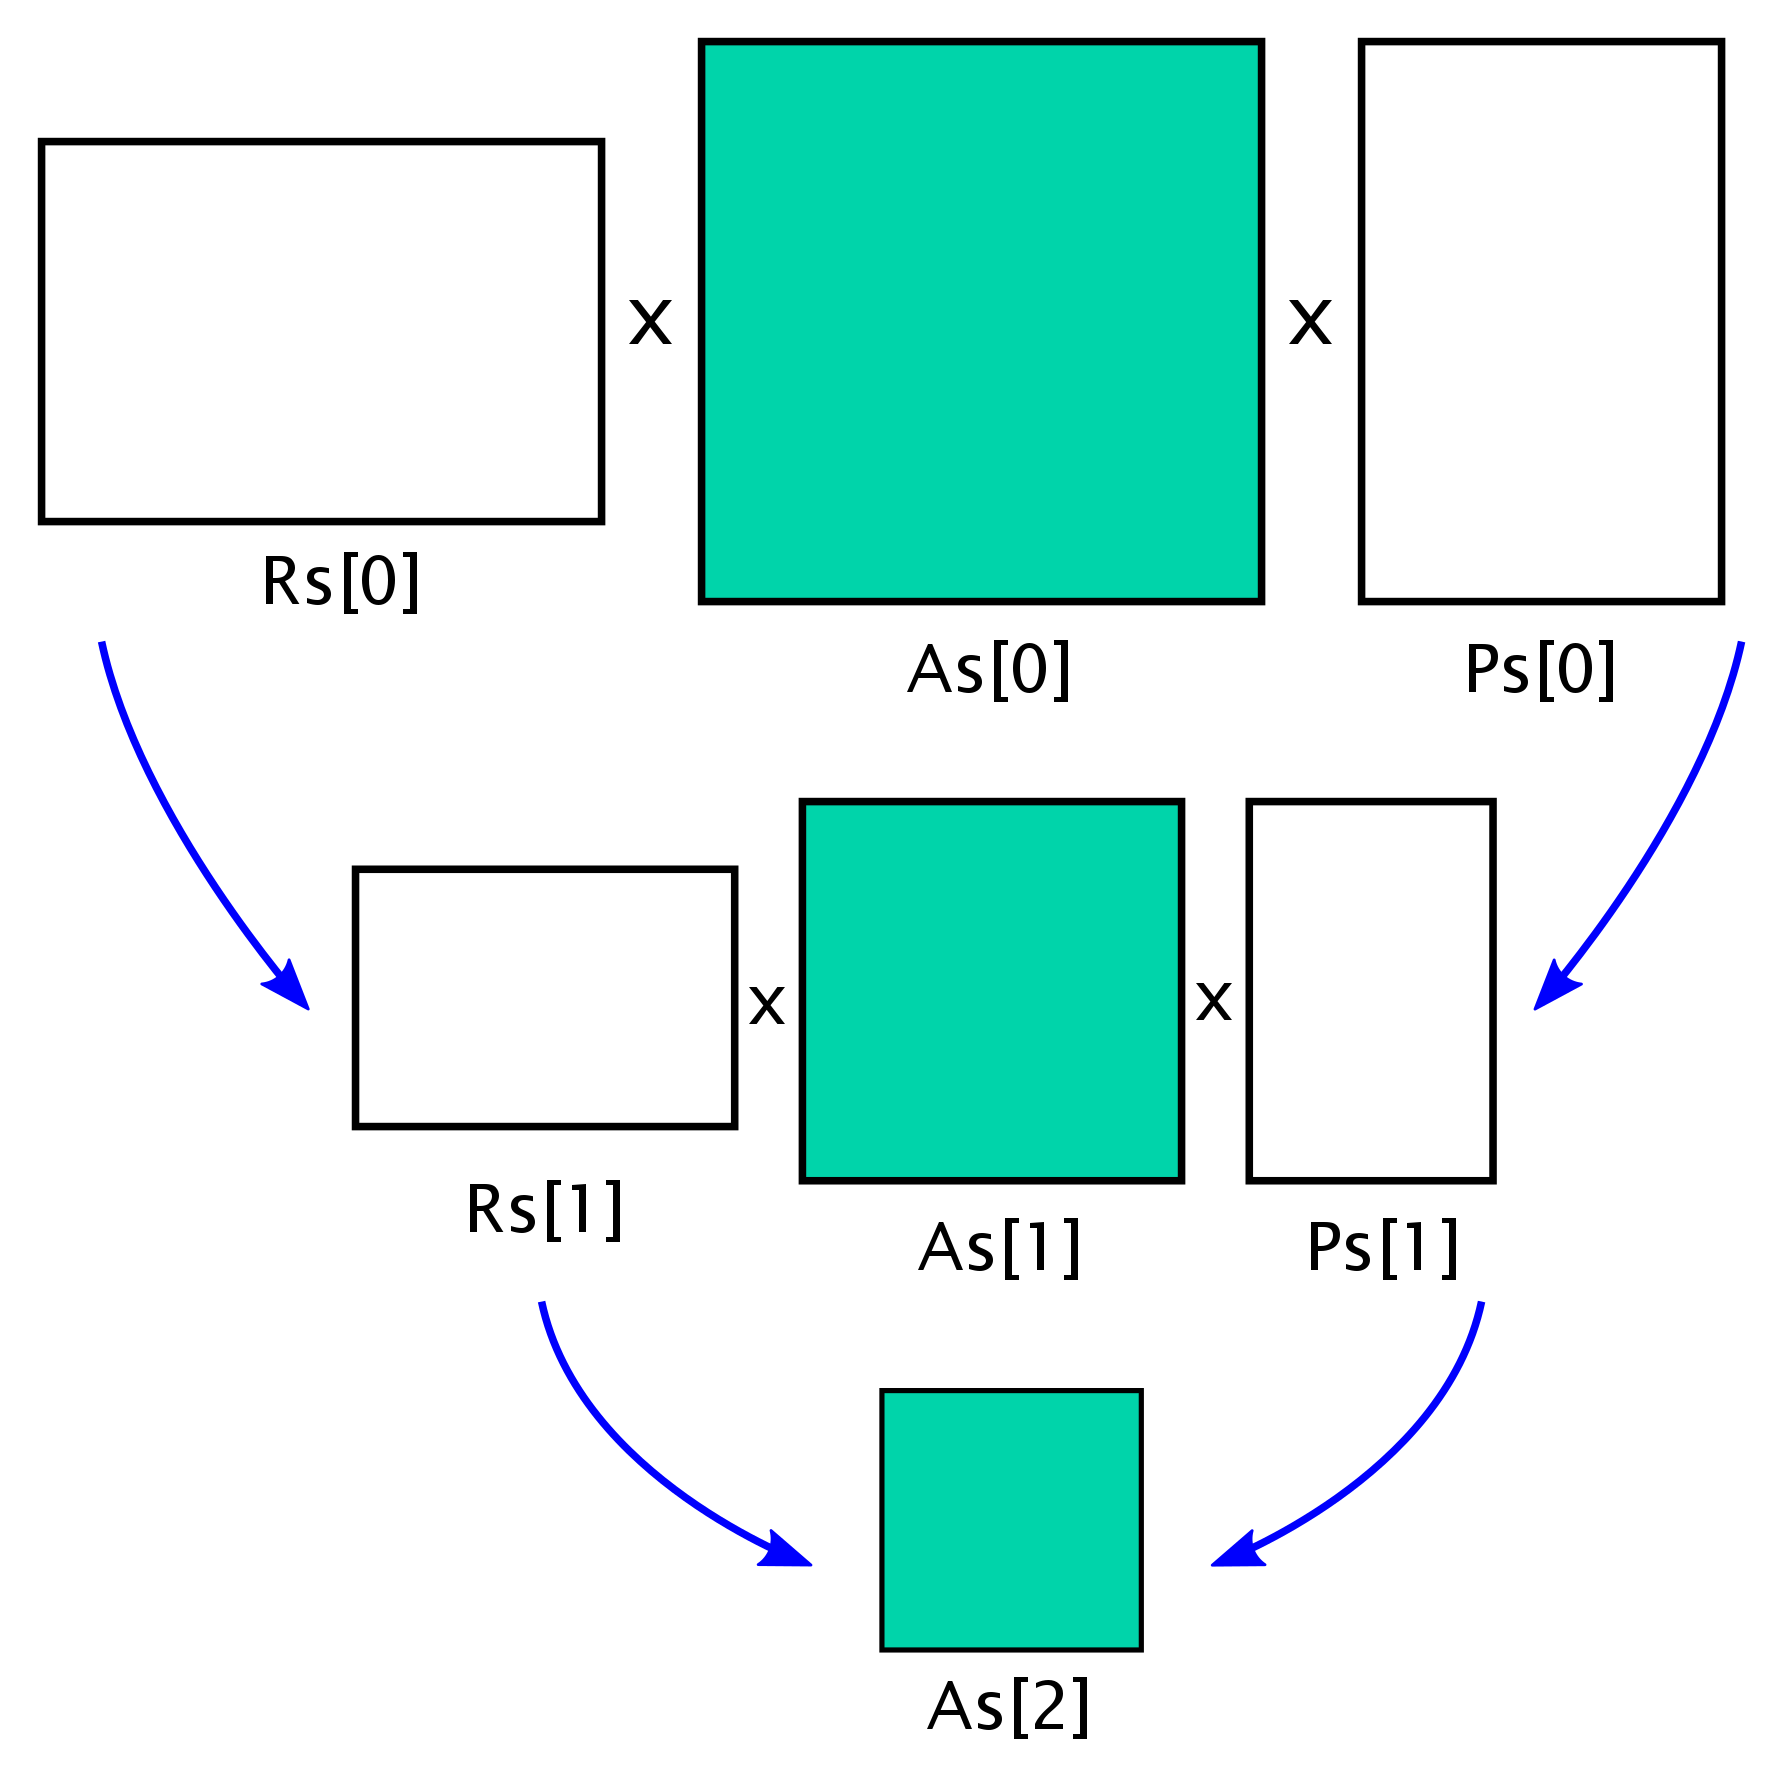 x
x
Rs[0]
As[0]
Ps[0]
x
x
Rs[1]
As[1]
Ps[1]
As[2]